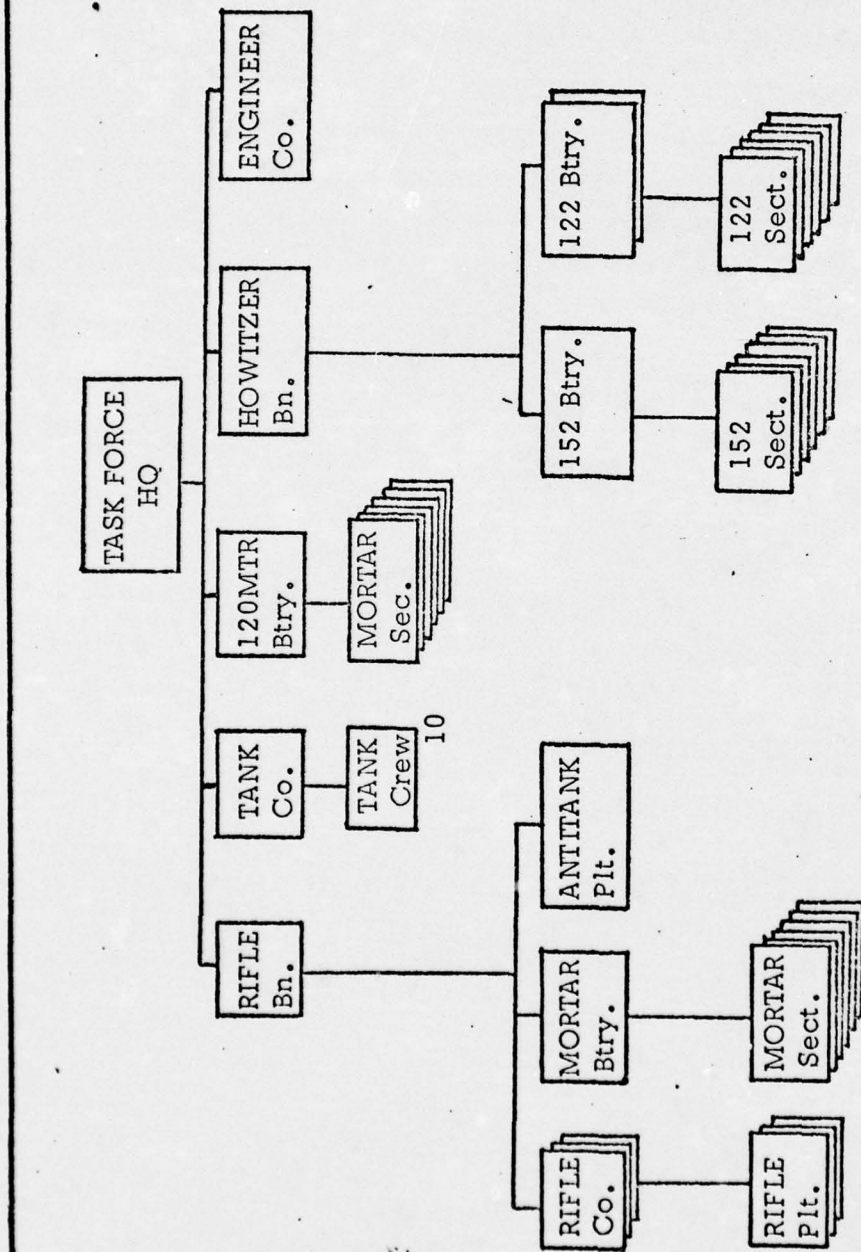 TASK FORCE
HQ
RIFLE
Bn.
TANK
Co.
120MTR
Btry.
HOWITZER
Bn.
ENGINEER
Co.
TANK
Crew
10
MORTAR
Sec.
RIFLE
Co.
MORTAR
Btry.
ANTITANK
Plt.
152 Btry.
122 Btry.
RIFLE
Plt.
MORTAR
Sect.
152
Sect.
122
Sect.